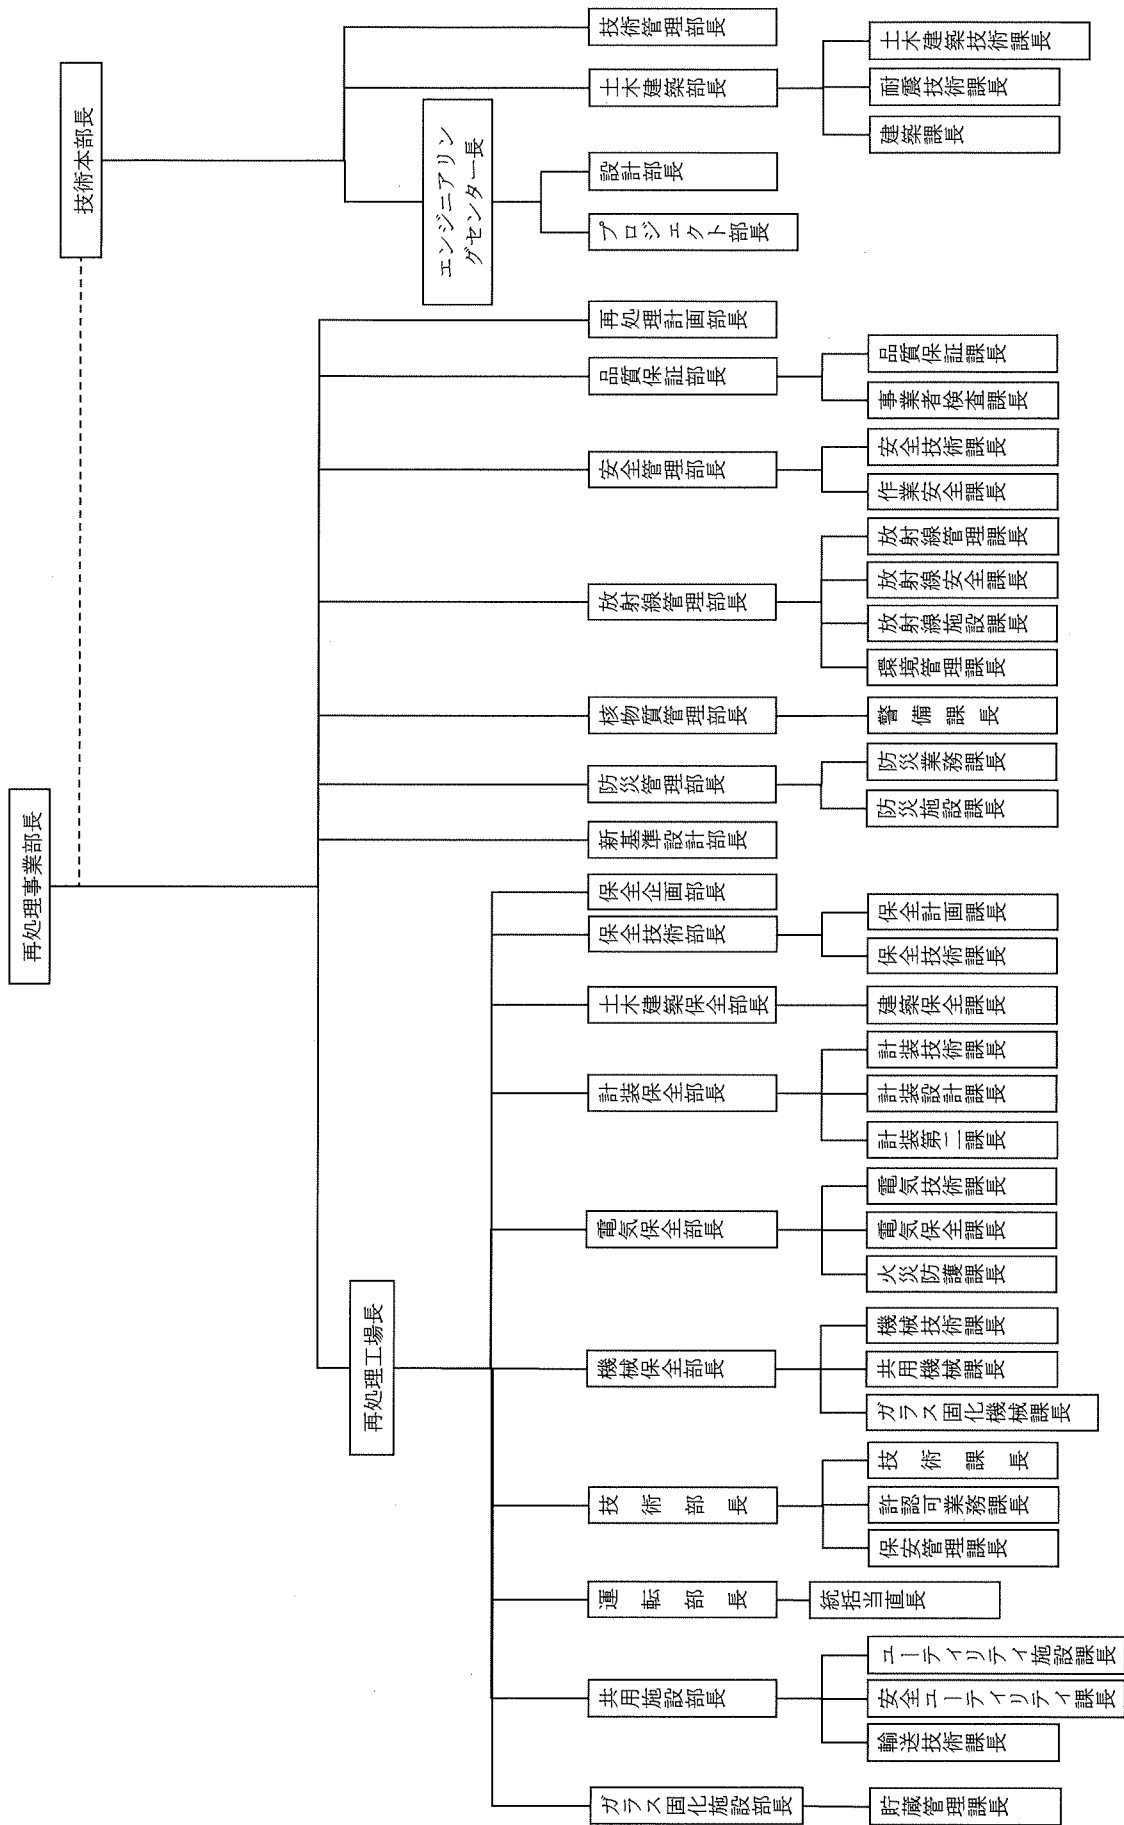 再処理事業部長
技術本部長
再処理工場長
エンジニアリン
グセンター長
ガラス固化施設部長
共用施設部長
運転部長
技術部長
機械保全部長
電気保全部長
計装保全部長
土木建築保全部長
保全技術部長
保全企画部長
新基準設計部長
防災管理部長
核物質管理部長
放射線管理部長
安全管理部長
品質保証部長
再処理計画部長
プロジェクト部長
設計部長
土木建築部長
技術管理部長
貯蔵管理課長
輸送技術課長
安全ユーティリティ課長
ユーティリティ施設課長
統括当直長
保安管理課長
許認可業務課長
技術課長
ガラス固化機械課長
共用機械課長
機械技術課長
火災防護課長
電気保全課長
電気技術課長
計装第二課長
計装設計課長
計装技術課長
建築保全課長
保全技術課長
保全計画課長
防災施設課長
防災業務課長
警備課長
環境管理課長
放射線施設課長
放射線安全課長
放射線管理課長
作業安全課長
安全技術課長
事業者検査課長
品質保証課長
建築課長
耐震技術課長
土木建築技術課長